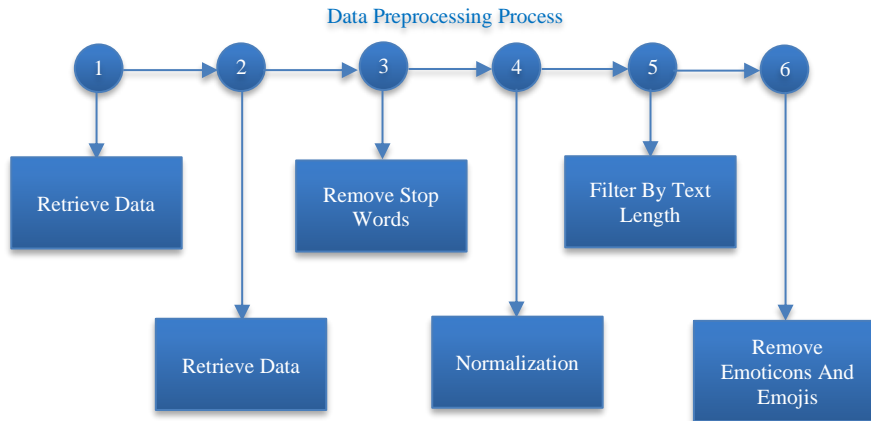 Data Preprocessing Process
1
2
3
4
5
6
Retrieve Data
Remove Stop
Words
Filter By Text
Length
Retrieve Data
Normalization
Remove
Emoticons And
Emojis